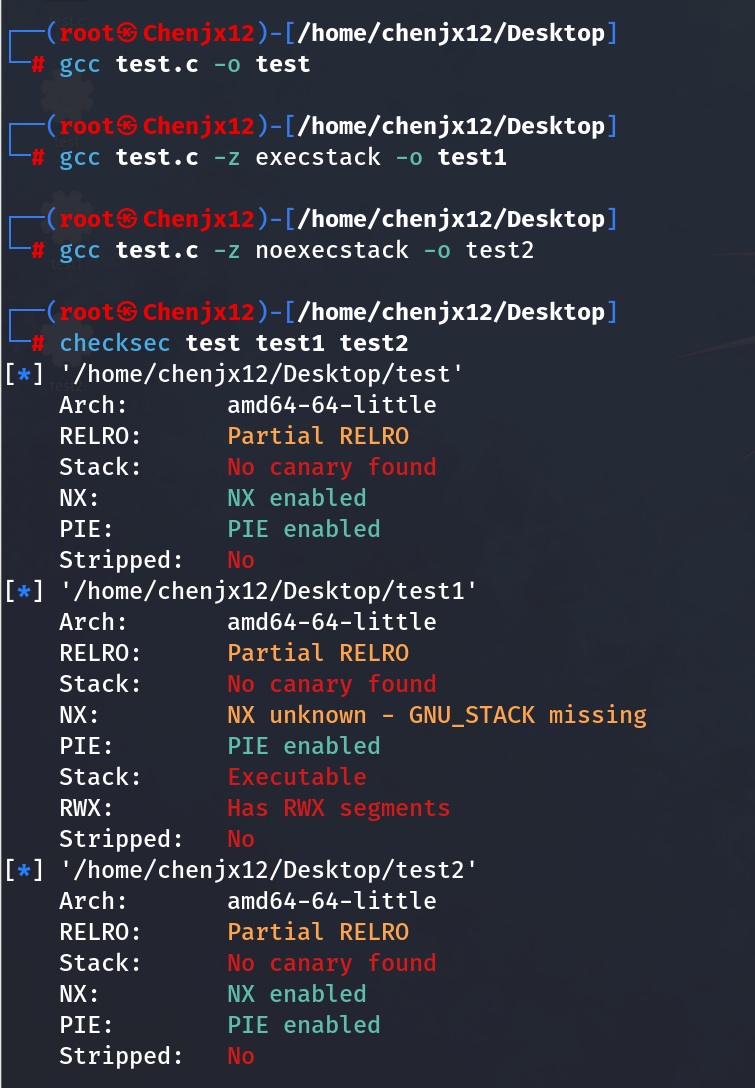 ┌──(root㉿Chenjx12)-[/home/chenjx12/Desktop]
└─# gcc test.c -o test
┌──(root㉿Chenjx12)-[/home/chenjx12/Desktop]
└─# gcc test.c -z execstack -o test1
┌──(root㉿Chenjx12)-[/home/chenjx12/Desktop]
└─# gcc test.c -z noexecstack -o test2
┌──(root㉿Chenjx12)-[/home/chenjx12/Desktop]
└─# checksec test test1 test2
[*] '/home/chenjx12/Desktop/test'
    Arch:       amd64-64-little
    RELRO:      Partial RELRO
    Stack:      No canary found
    NX:         NX enabled
    PIE:        PIE enabled
    Stripped:   No
[*] '/home/chenjx12/Desktop/test1'
    Arch:       amd64-64-little
    RELRO:      Partial RELRO
    Stack:      No canary found
    NX:         NX unknown - GNU_STACK missing
    PIE:        PIE enabled
    Stack:      Executable
    RWX:        Has RWX segments
    Stripped:   No
[*] '/home/chenjx12/Desktop/test2'
    Arch:       amd64-64-little
    RELRO:      Partial RELRO
    Stack:      No canary found
    NX:         NX enabled
    PIE:        PIE enabled
    Stripped:   No